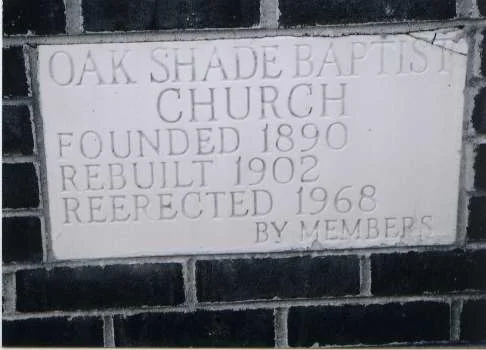 OAK SHADE BAPTIST
CHURCH
FOUNDED 1890
REBUILT 1902
REERECTED 1968
BY MEMBERS